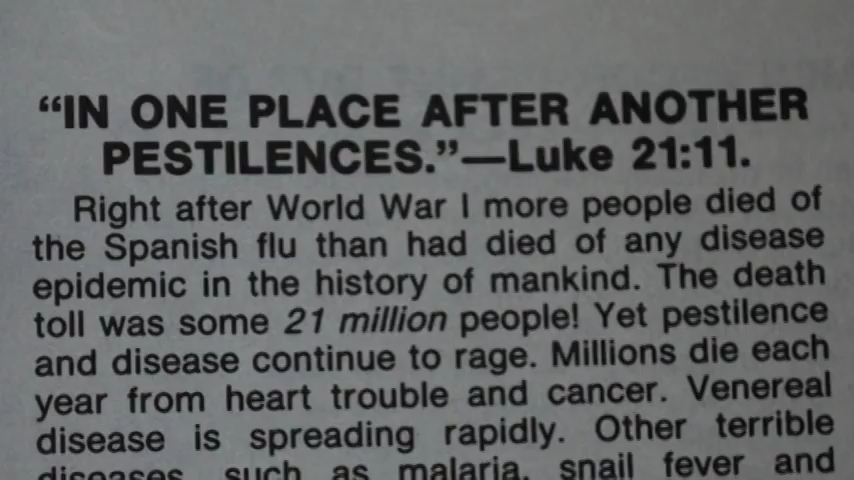 “IN ONE PLACE AFTER ANOTHER
PESTILENCES.”—Luke 21:11.
Right after World War I more people died of
the Spanish flu than had died of any disease
epidemic in the history of mankind. The death
toll was some 21 million people! Yet pestilence
and disease continue to rage. Millions die each
year from heart trouble and cancer. Venereal
disease is spreading rapidly. Other terrible
diseases, such as malaria, snail fever and